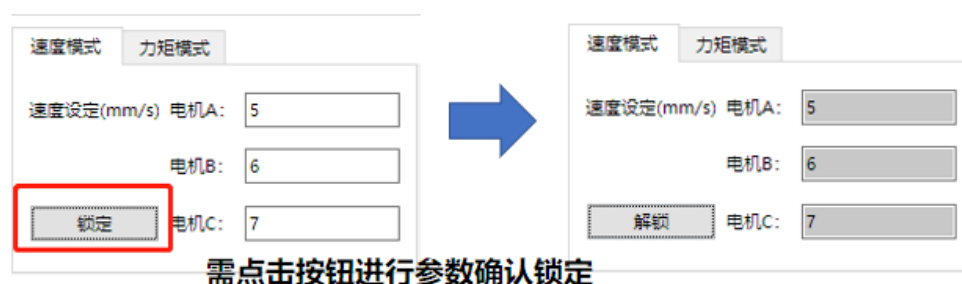 速度模式 力矩模式
速度设定(mm/s) 电机A: 5
电机B: 6
锁定 电机C: 7
速度模式 力矩模式
速度设定(mm/s) 电机A: 5
电机B: 6
解锁 电机C: 7
需点击按钮进行参数确认锁定